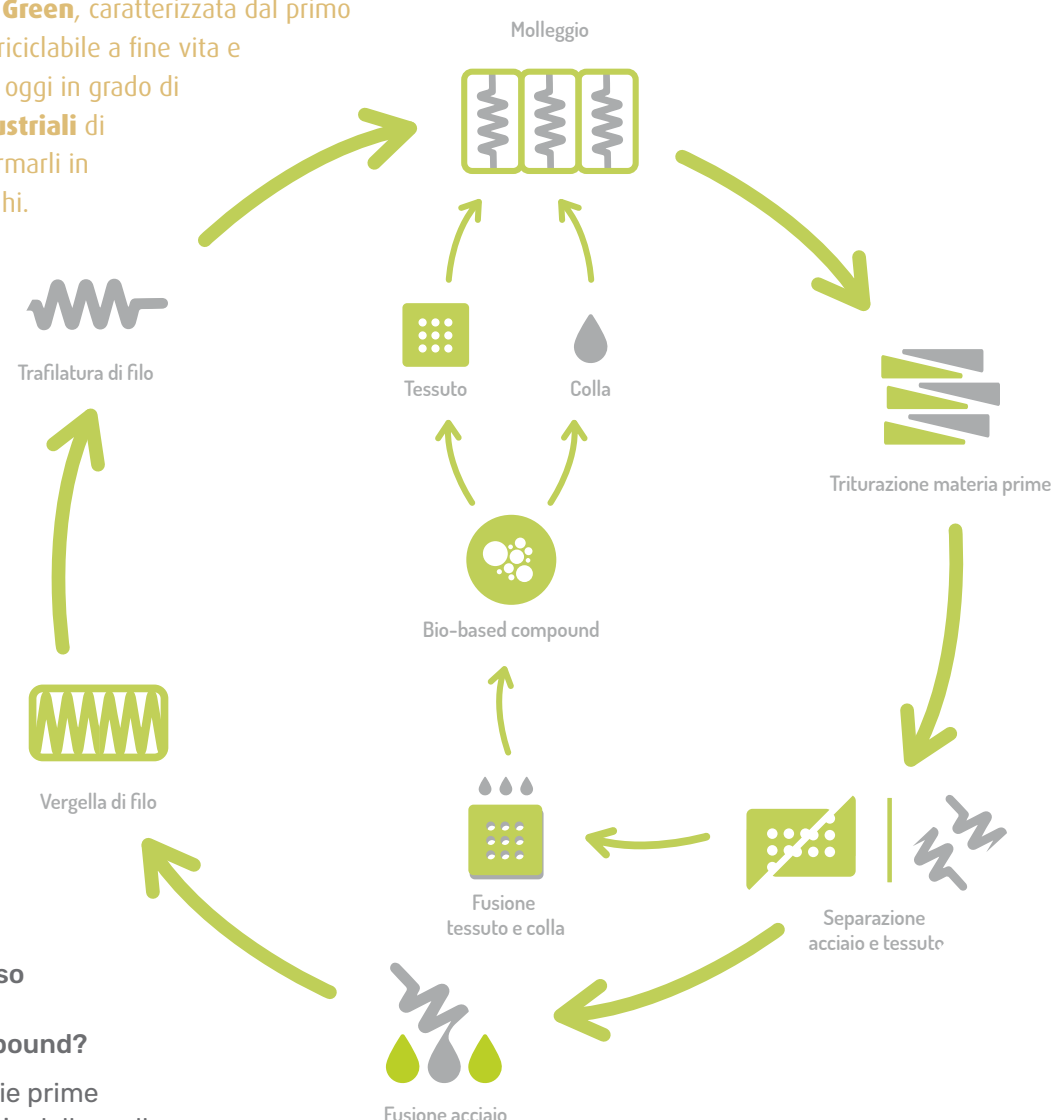 Green, caratterizzata dal primo
riciclabile a fine vita e
oggi in grado di
ustriali di
rmarli in
hi.
Molleggio
Trafilatura di filo
Tessuto
Colla
Triturazione materia prime
Bio-based compound
Vergella di filo
Fusione
tessuto e colla
Separazione
acciaio e tessuto
Fusione acciaio
so
pound?
ie prime